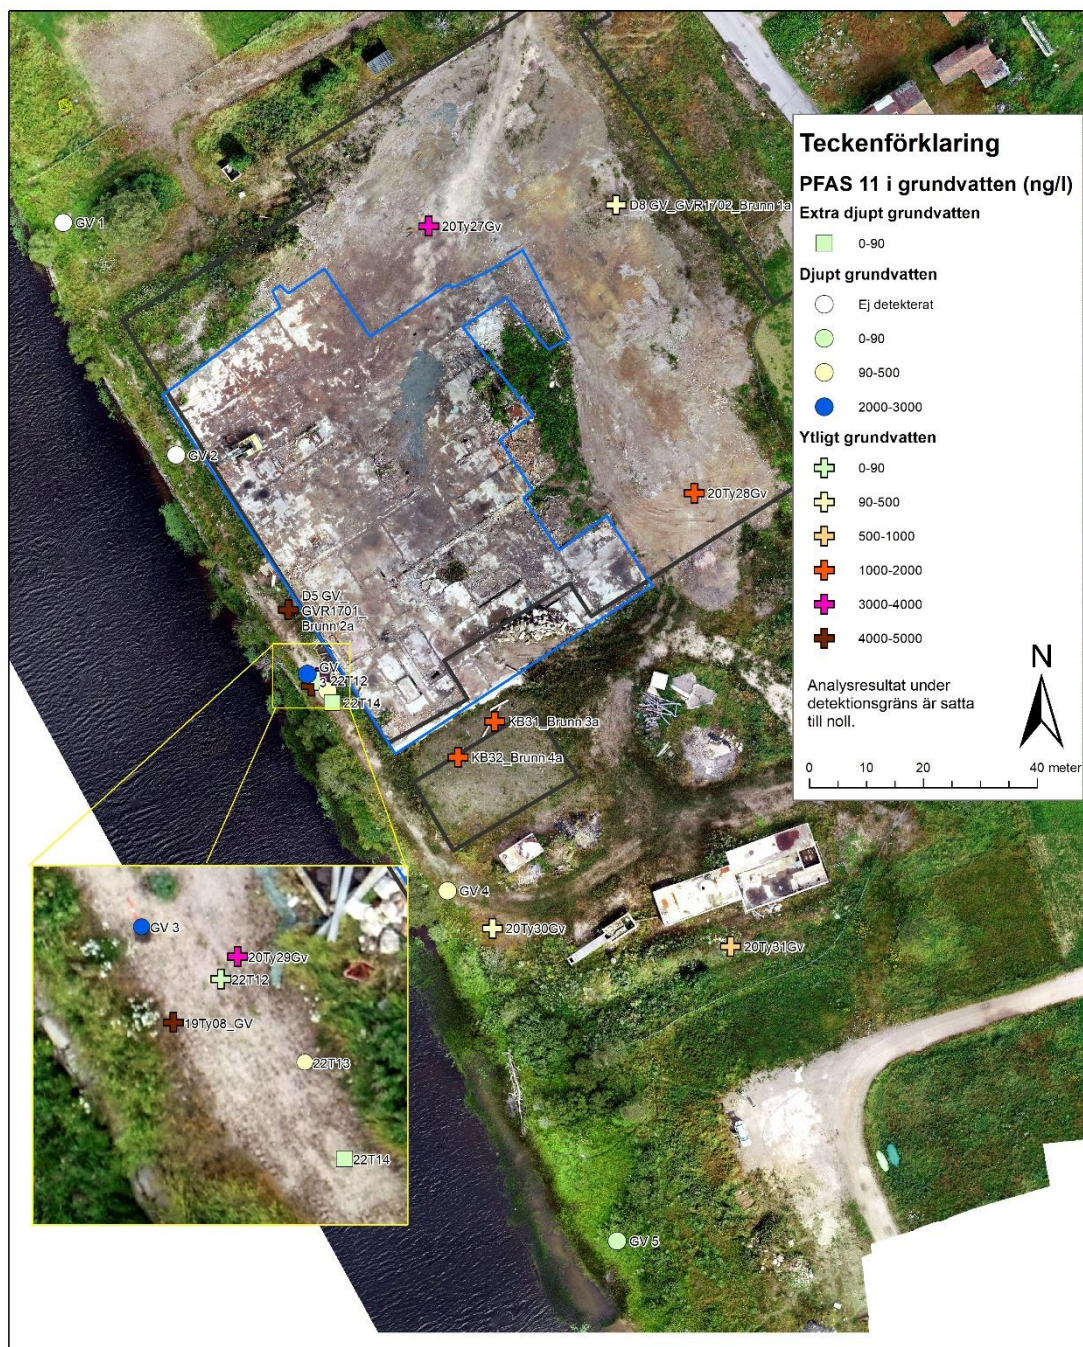 Teckenförklaring
PFAS 11 i grundvatten (ng/l)
Extra djupt grundvatten
0-90
Djupt grundvatten
Ej detekterat
0-90
90-500
2000-3000
Ytligt grundvatten
0-90
90-500
500-1000
1000-2000
3000-4000
4000-5000
Analysresultat under
detektionsgräns är satta
till noll.
N
0 10 20 40 meter
GV 1
D8 GV_GVR1702_Brunn 1a
20Ty27Gv
GV 2
20Ty28Gv
D5 GV_
GVR1701_
Brunn 2a
GV
3 22T12
22T14
KB31_Brunn 3a
KB32_Brunn 4a
GV 4
20Ty30Gv
20Ty31Gv
GV 3
20Ty29Gv
22T12
19Ty08_GV
22T13
22T14
GV 5